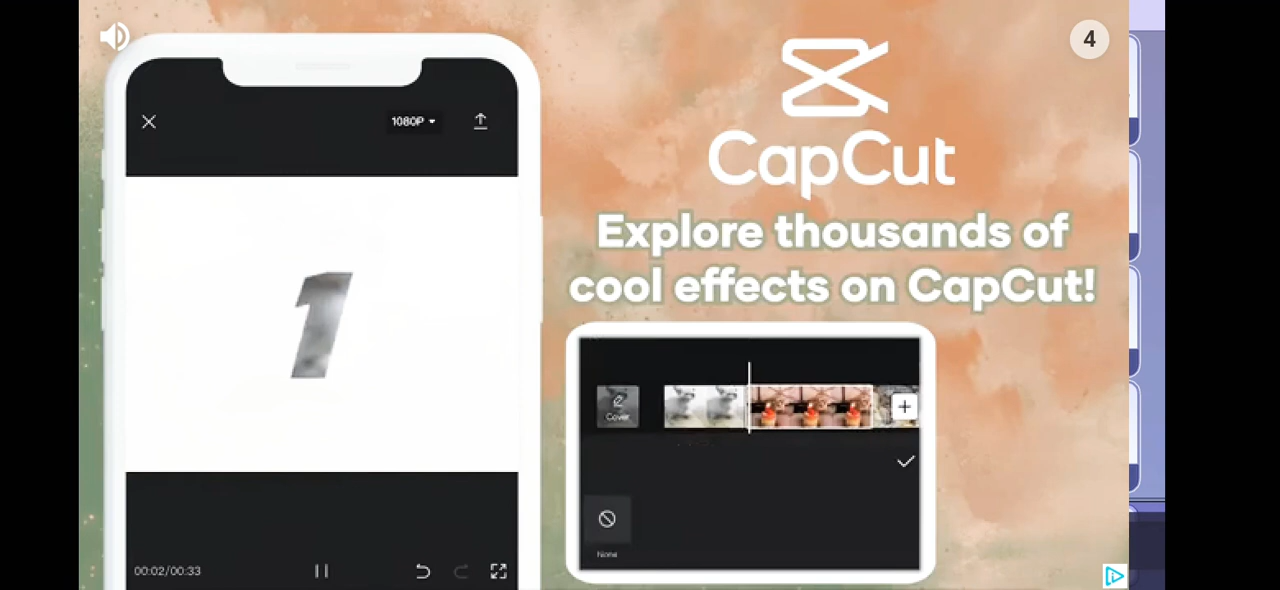 4
1080P
CapCut
Explore thousands of
cool effects on CapCut!
1
Cover
None
00:02/00:33